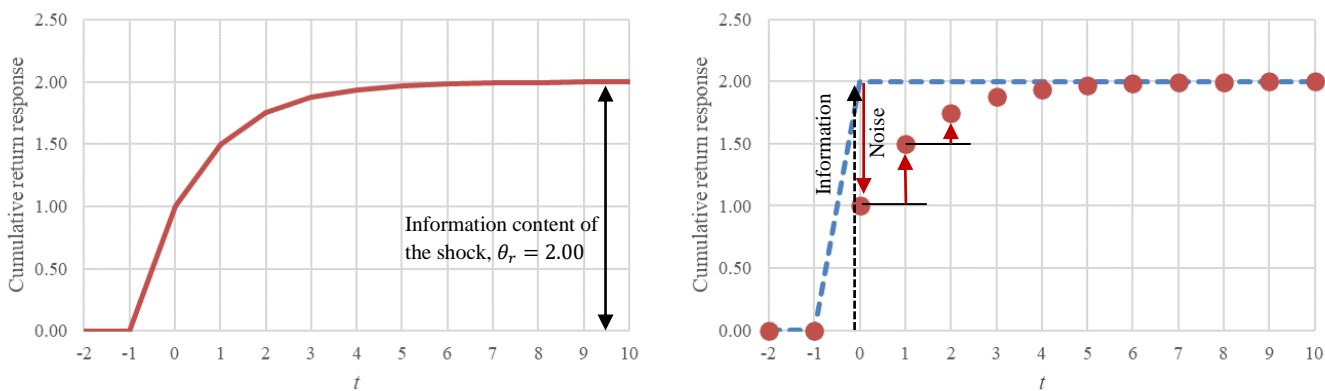 Cumulative return response
2.50
2.00
1.50
1.00
0.50
0.00
Information content of
the shock, θᵣ = 2.00
-2 -1 0 1 2 3 4 5 6 7 8 9 10
t
Cumulative return response
2.50
2.00
1.50
1.00
0.50
0.00
Information
Noise
-2 -1 0 1 2 3 4 5 6 7 8 9 10
t